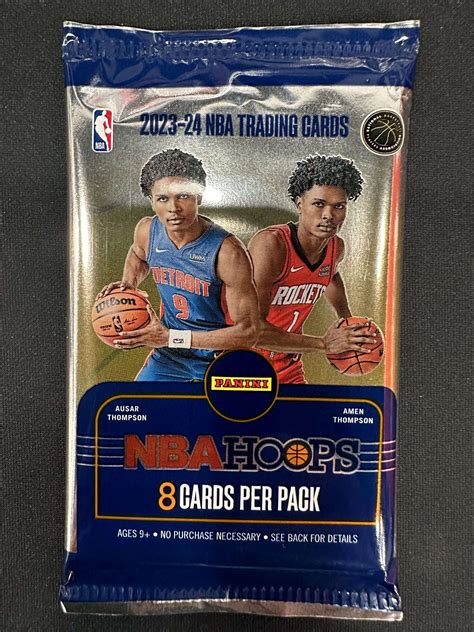 2023-24 NBA TRADING CARDS
NBA
DETROIT
9
ROCKETS
1
Wilson
PANINI
AUSAR
THOMPSON
AMEN
THOMPSON
NBA HOOPS
8 CARDS PER PACK
AGES 9+ • NO PURCHASE NECESSARY • SEE BACK FOR DETAILS